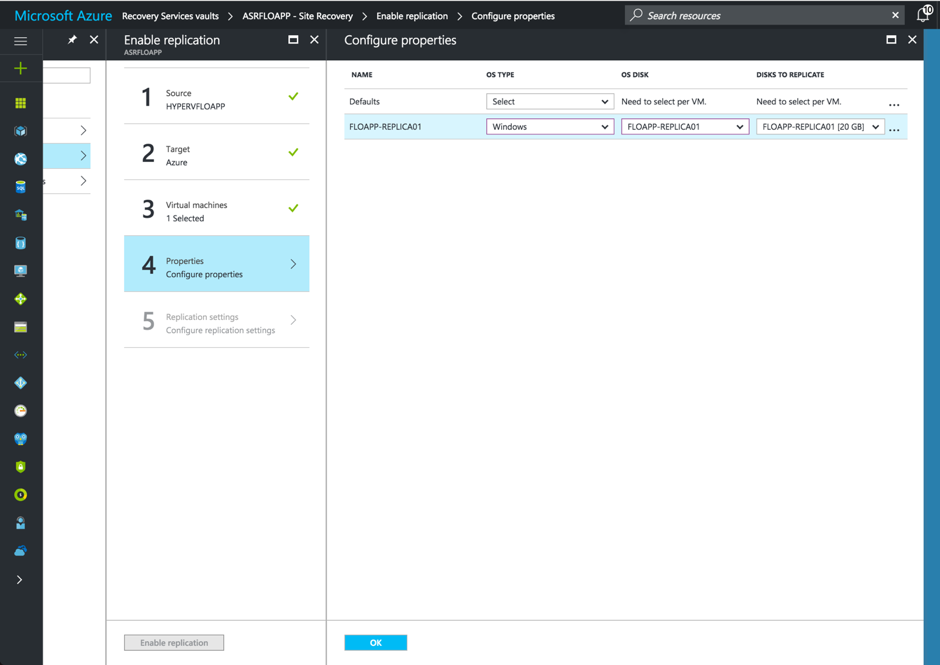 Microsoft Azure Recovery Services vaults > ASRFLOAPP - Site Recovery > Enable replication > Configure properties
Search resources
10
Enable replication
ASRFLOAPP
1
Source
HYPERVFLOAPP
2
Target
Azure
3
Virtual machines
1 Selected
4
Properties
Configure properties
5
Replication settings
Configure replication settings
Enable replication
Configure properties
NAME OS TYPE OS DISK DISKS TO REPLICATE
Defaults Select Need to select per VM. Need to select per VM. ...
FLOAPP-REPLICA01 Windows FLOAPP-REPLICA01 FLOAPP-REPLICA01 [20 GB] ...
OK
s
SQL